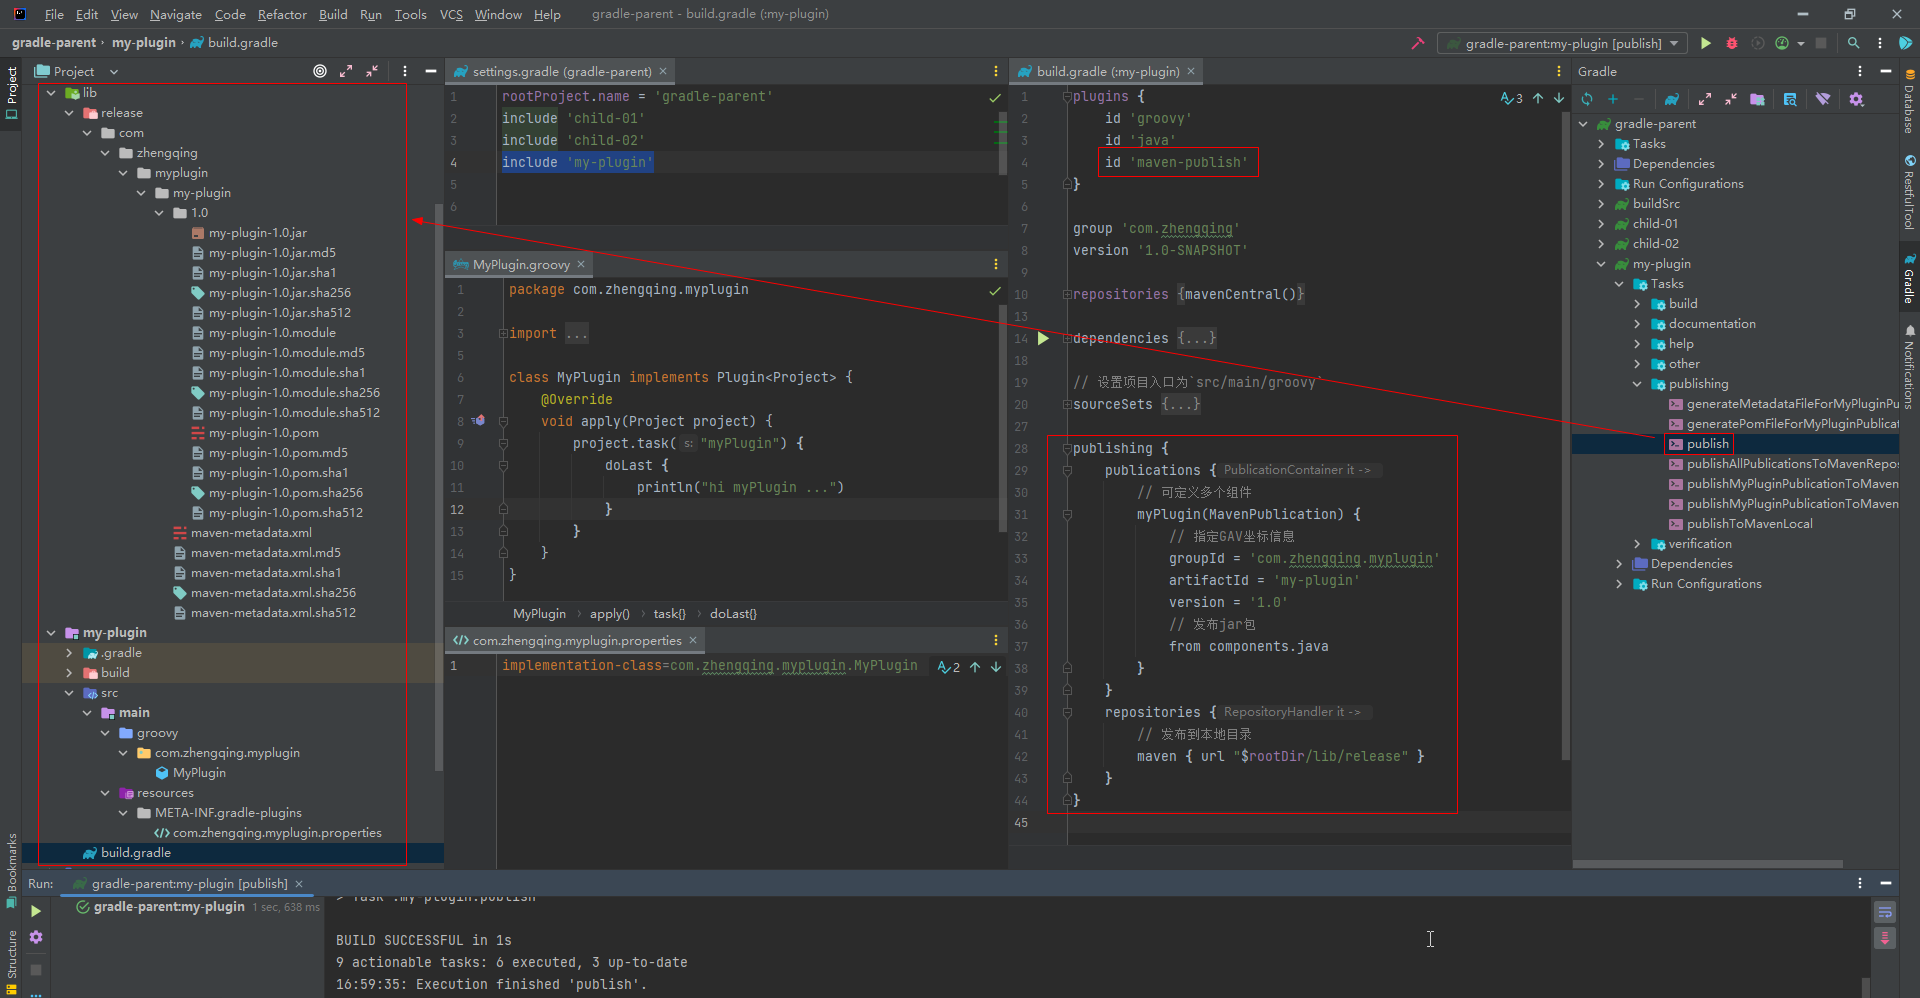 File Edit View Navigate Code Refactor Build Run Tools VCS Window Help gradle-parent - build.gradle (:my-plugin)
gradle-parent › my-plugin › build.gradle
gradle-parent:my-plugin [publish]
Project
Bookmarks
Structure
Project
lib
release
com
zhengqing
myplugin
my-plugin
1.0
my-plugin-1.0.jar
my-plugin-1.0.jar.md5
my-plugin-1.0.jar.sha1
my-plugin-1.0.jar.sha256
my-plugin-1.0.jar.sha512
my-plugin-1.0.module
my-plugin-1.0.module.md5
my-plugin-1.0.module.sha1
my-plugin-1.0.module.sha256
my-plugin-1.0.module.sha512
my-plugin-1.0.pom
my-plugin-1.0.pom.md5
my-plugin-1.0.pom.sha1
my-plugin-1.0.pom.sha256
my-plugin-1.0.pom.sha512
maven-metadata.xml
maven-metadata.xml.md5
maven-metadata.xml.sha1
maven-metadata.xml.sha256
maven-metadata.xml.sha512
my-plugin
.gradle
build
src
main
groovy
com.zhengqing.myplugin
MyPlugin
resources
META-INF.gradle-plugins
com.zhengqing.myplugin.properties
build.gradle
settings.gradle (gradle-parent)
1 rootProject.name = 'gradle-parent'
2 include 'child-01'
3 include 'child-02'
4 include 'my-plugin'
5
6
MyPlugin.groovy
1 package com.zhengqing.myplugin
2
3 import ...
5
6 class MyPlugin implements Plugin<Project> {
7 @Override
8 void apply(Project project) {
9 project.task( s: "myPlugin") {
10 doLast {
11 println("hi myPlugin ...")
12 }
13 }
14 }
15 }
MyPlugin › apply() › task{} › doLast{}
com.zhengqing.myplugin.properties
1 implementation-class=com.zhengqing.myplugin.MyPlugin
2
build.gradle (:my-plugin)
3
1 plugins {
2 id 'groovy'
3 id 'java'
4 id 'maven-publish'
5 }
6
7 group 'com.zhengqing'
8 version '1.0-SNAPSHOT'
9
10 repositories {mavenCentral()}
13
14 dependencies {...}
18
19 // 设置项目入口为`src/main/groovy`
20 sourceSets {...}
27
28 publishing {
29 publications { PublicationContainer it ->
30 // 可定义多个组件
31 myPlugin(MavenPublication) {
32 // 指定GAV坐标信息
33 groupId = 'com.zhengqing.myplugin'
34 artifactId = 'my-plugin'
35 version = '1.0'
36 // 发布jar包
37 from components.java
38 }
39 }
40 repositories { RepositoryHandler it ->
41 // 发布到本地目录
42 maven { url "$rootDir/lib/release" }
43 }
44 }
45
Gradle
gradle-parent
Tasks
Dependencies
Run Configurations
buildSrc
child-01
child-02
my-plugin
Tasks
build
documentation
help
other
publishing
generateMetadataFileForMyPluginPu
generatePomFileForMyPluginPublicat
publish
publishAllPublicationsToMavenRepos
publishMyPluginPublicationToMaven
publishMyPluginPublicationToMaven
publishToMavenLocal
verification
Dependencies
Run Configurations
Database
RestfulTool
Gradle
Notifications
Run: gradle-parent:my-plugin [publish]
gradle-parent:my-plugin 1 sec, 638 ms
> Task :my-plugin:publish
BUILD SUCCESSFUL in 1s
9 actionable tasks: 6 executed, 3 up-to-date
16:59:35: Execution finished 'publish'.